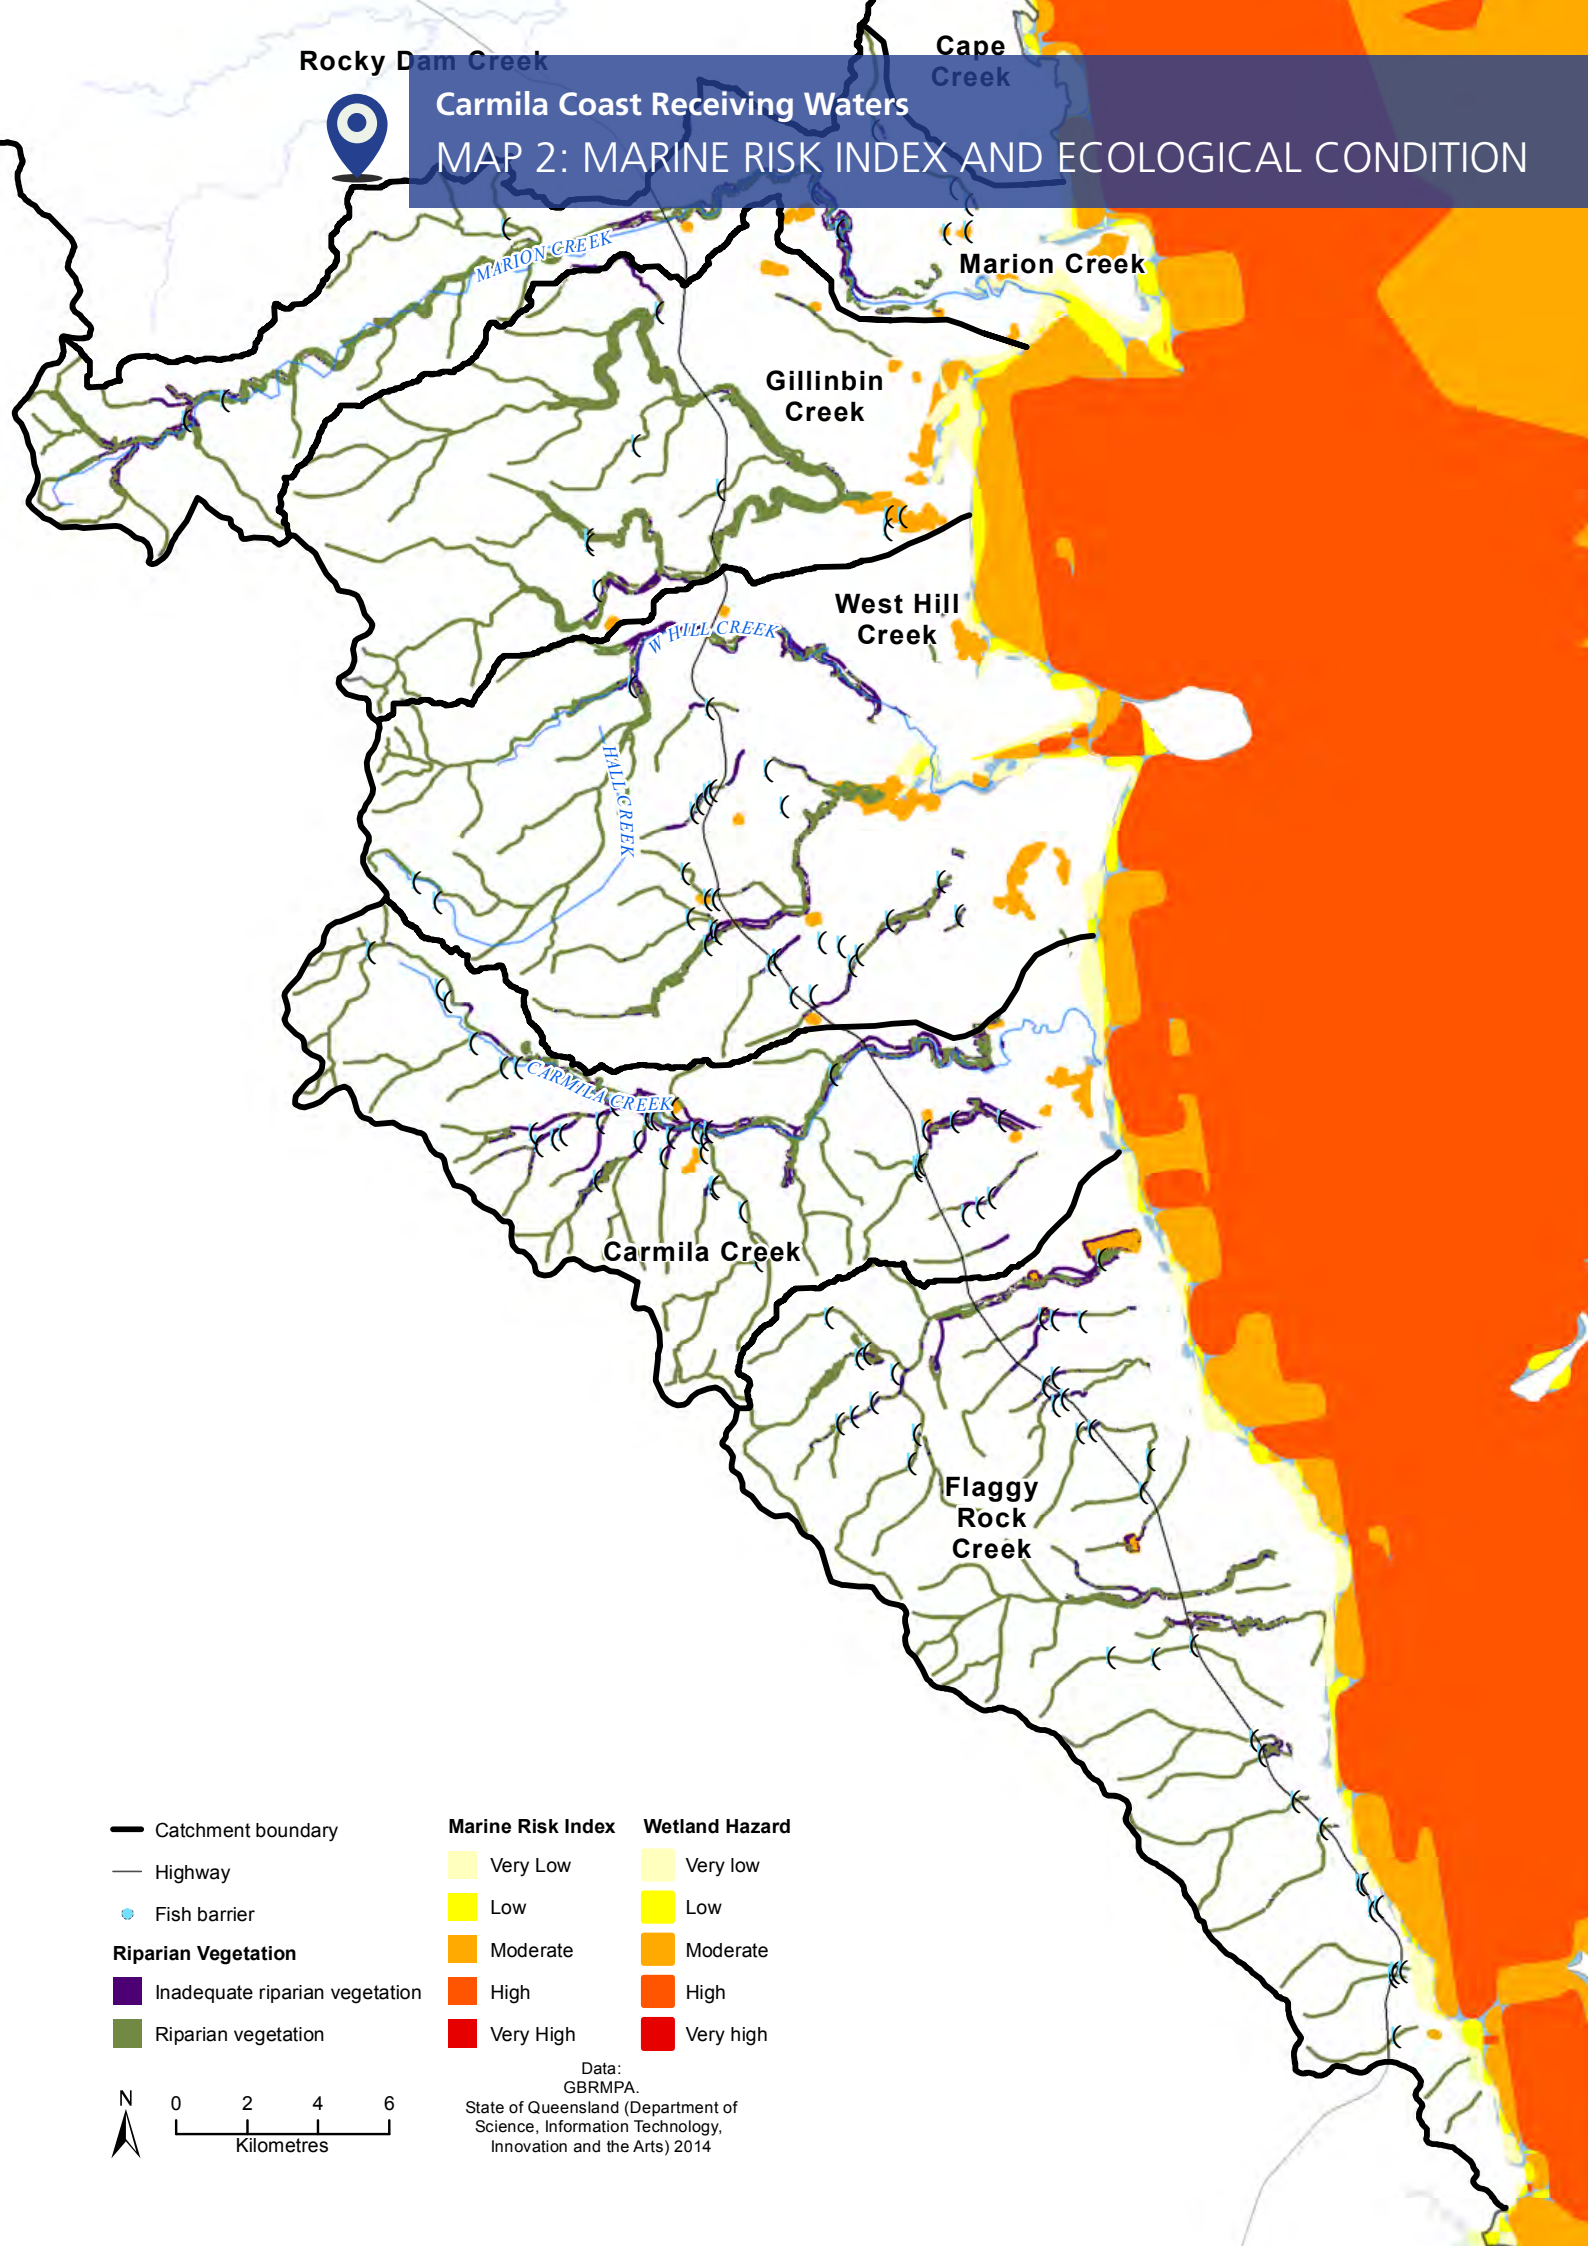 Rocky Dam Creek
Cape
Creek
Carmila Coast Receiving Waters
MAP 2: MARINE RISK INDEX AND ECOLOGICAL CONDITION
MARION CREEK
Marion Creek
Gillinbin
Creek
West Hill
Creek
W HILL CREEK
HALL CREEK
CARMILA CREEK
Carmila Creek
Flaggy
Rock
Creek
Catchment boundary
Highway
Fish barrier
Riparian Vegetation
Inadequate riparian vegetation
Riparian vegetation
Marine Risk Index
Very Low
Low
Moderate
High
Very High
Wetland Hazard
Very low
Low
Moderate
High
Very high
N
0 2 4 6
Kilometres
Data:
GBRMPA.
State of Queensland (Department of
Science, Information Technology,
Innovation and the Arts) 2014